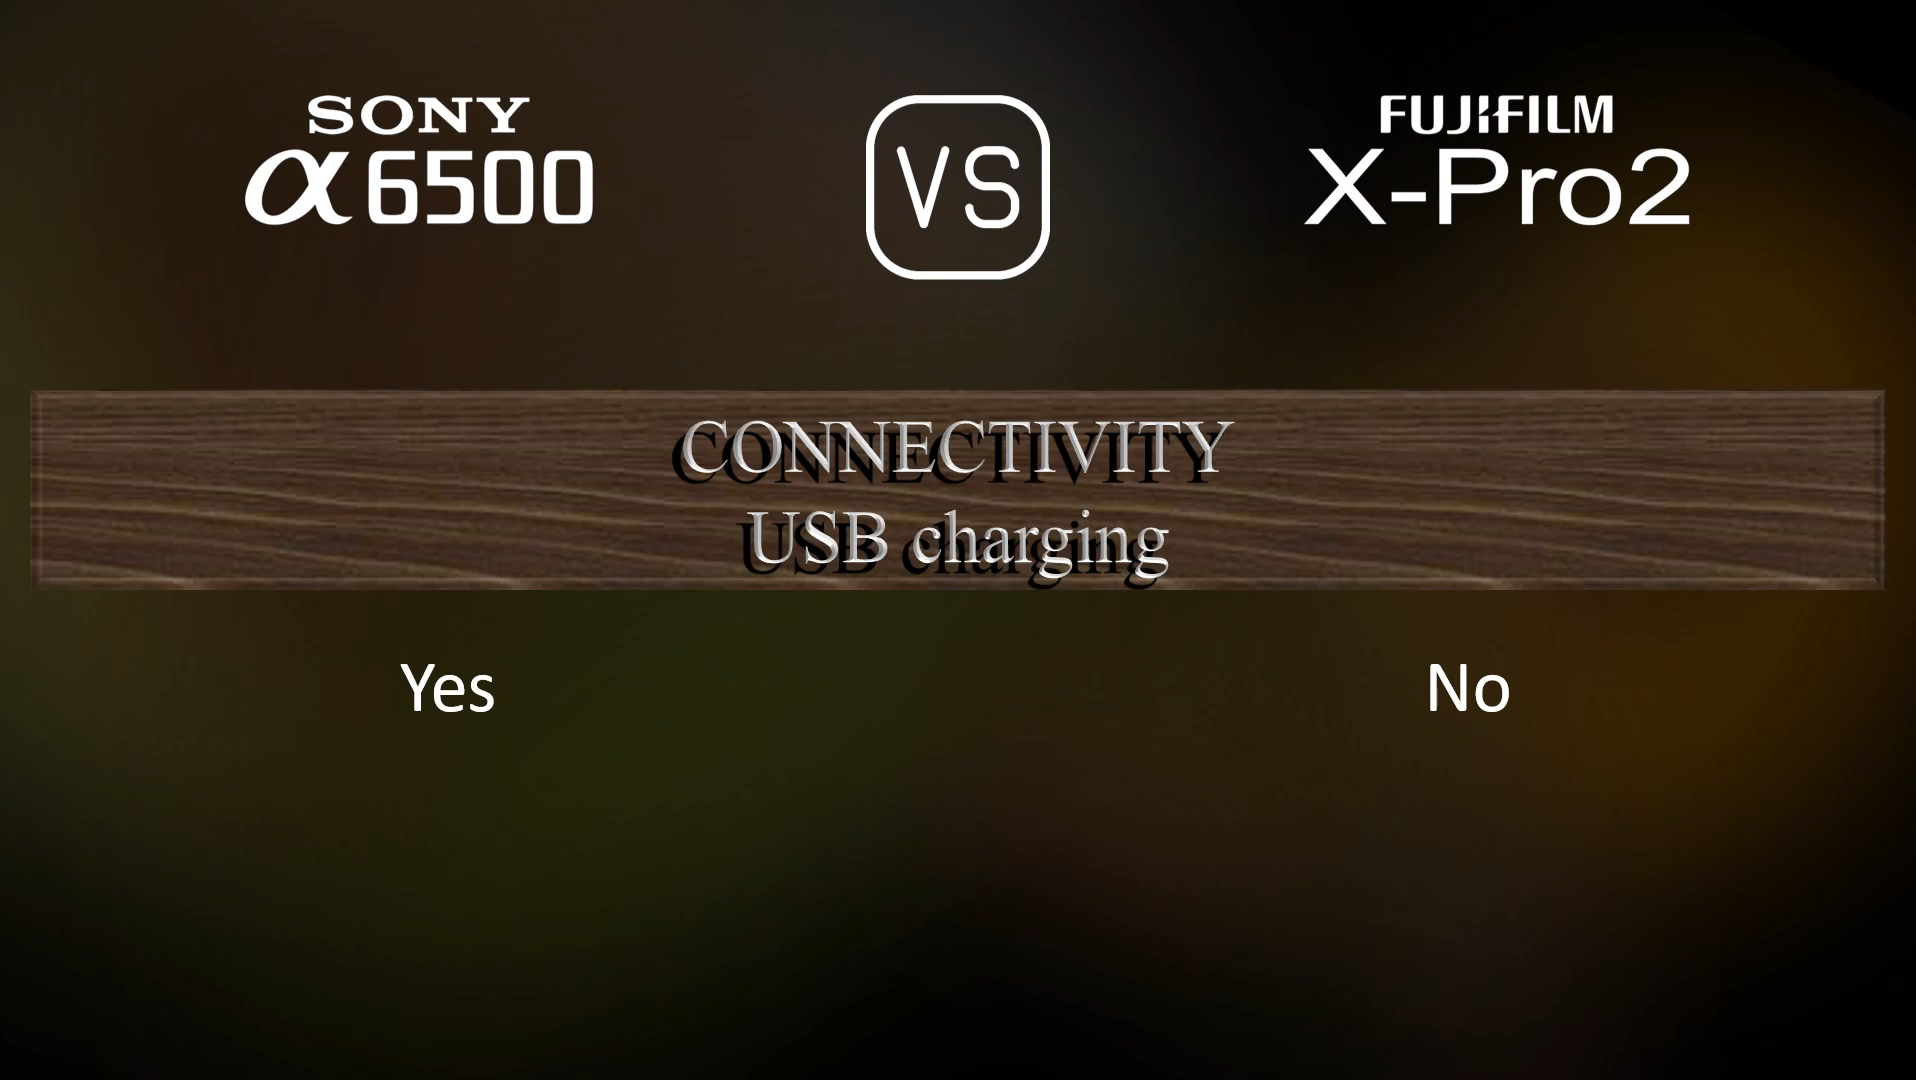 SONY
α6500
VS
FUJIFILM
X-Pro2
CONNECTIVITY
USB charging
Yes
No